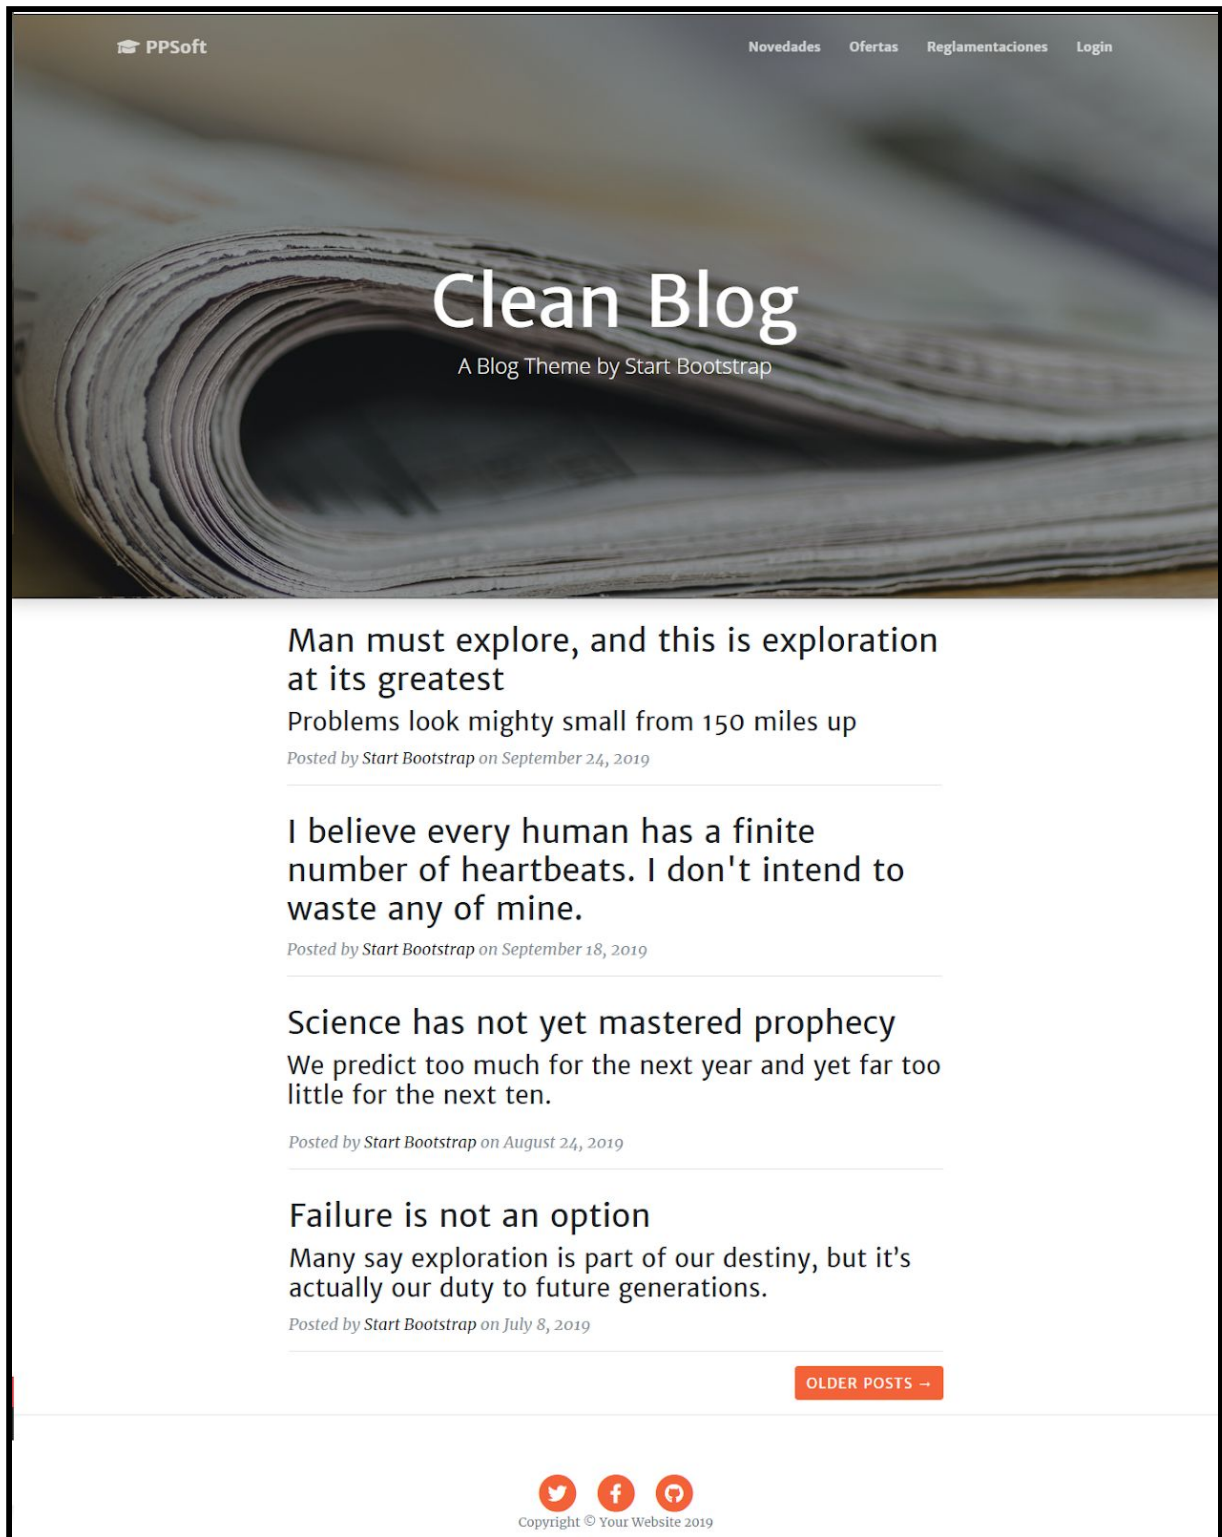 PPSoft
Novedades Ofertas Reglamentaciones Login
Clean Blog
A Blog Theme by Start Bootstrap
Man must explore, and this is exploration
at its greatest
Problems look mighty small from 150 miles up
Posted by Start Bootstrap on September 24, 2019
I believe every human has a finite
number of heartbeats. I don't intend to
waste any of mine.
Posted by Start Bootstrap on September 18, 2019
Science has not yet mastered prophecy
We predict too much for the next year and yet far too
little for the next ten.
Posted by Start Bootstrap on August 24, 2019
Failure is not an option
Many say exploration is part of our destiny, but it’s
actually our duty to future generations.
Posted by Start Bootstrap on July 8, 2019
OLDER POSTS →
Copyright © Your Website 2019